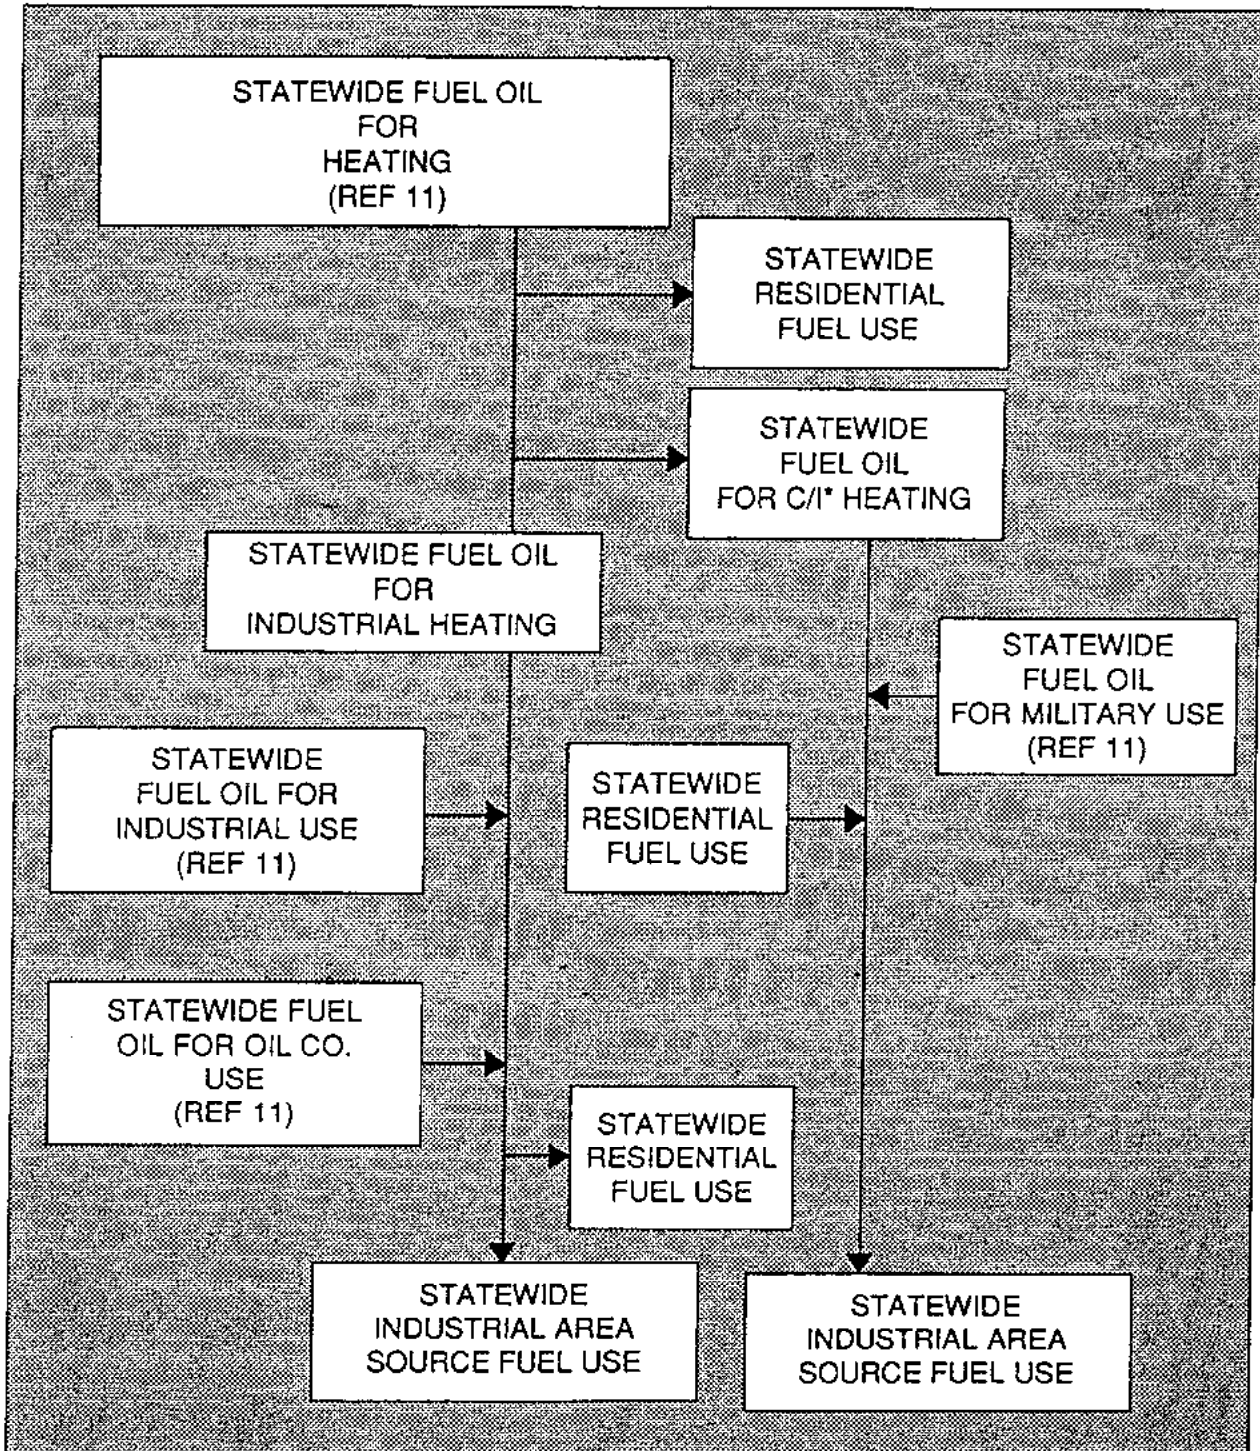 STATEWIDE FUEL OIL
FOR
HEATING
(REF 11)
STATEWIDE
RESIDENTIAL
FUEL USE
STATEWIDE
FUEL OIL
FOR C/I* HEATING
STATEWIDE FUEL OIL
FOR
INDUSTRIAL HEATING
STATEWIDE
FUEL OIL
FOR MILITARY USE
(REF 11)
STATEWIDE
FUEL OIL FOR
INDUSTRIAL USE
(REF 11)
STATEWIDE
RESIDENTIAL
FUEL USE
STATEWIDE FUEL
OIL FOR OIL CO.
USE
(REF 11)
STATEWIDE
RESIDENTIAL
FUEL USE
STATEWIDE
INDUSTRIAL AREA
SOURCE FUEL USE
STATEWIDE
INDUSTRIAL AREA
SOURCE FUEL USE